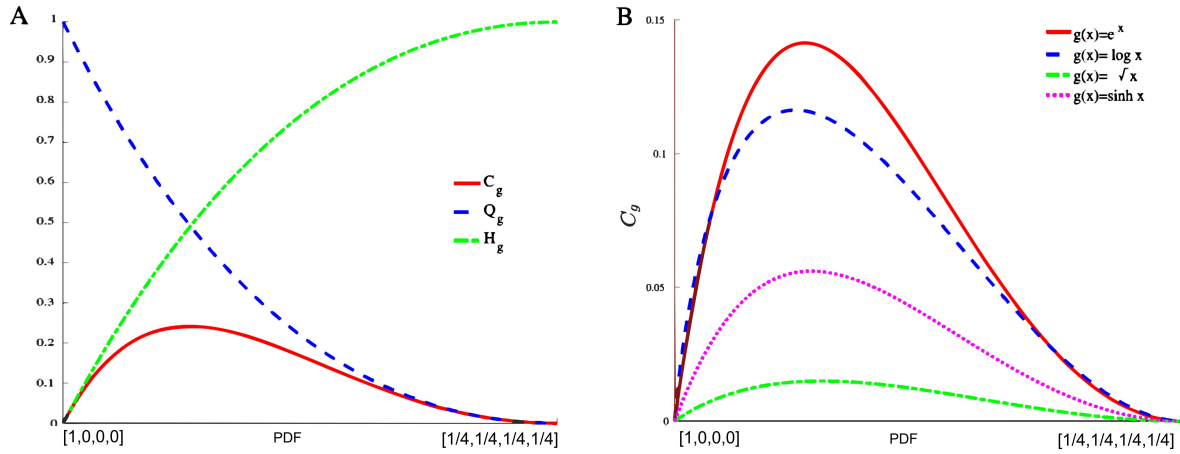 A
1
0.9
0.8
0.7
0.6
0.5
0.4
0.3
0.2
0.1
0
C_g
Q_g
H_g
[1,0,0,0]
PDF
[1/4,1/4,1/4,1/4]
B
0.15
0.1
0.05
0
C_g
g(x)=e^x
g(x)= log x
g(x)= √x
g(x)=sinh x
[1,0,0,0]
PDF
[1/4,1/4,1/4,1/4]